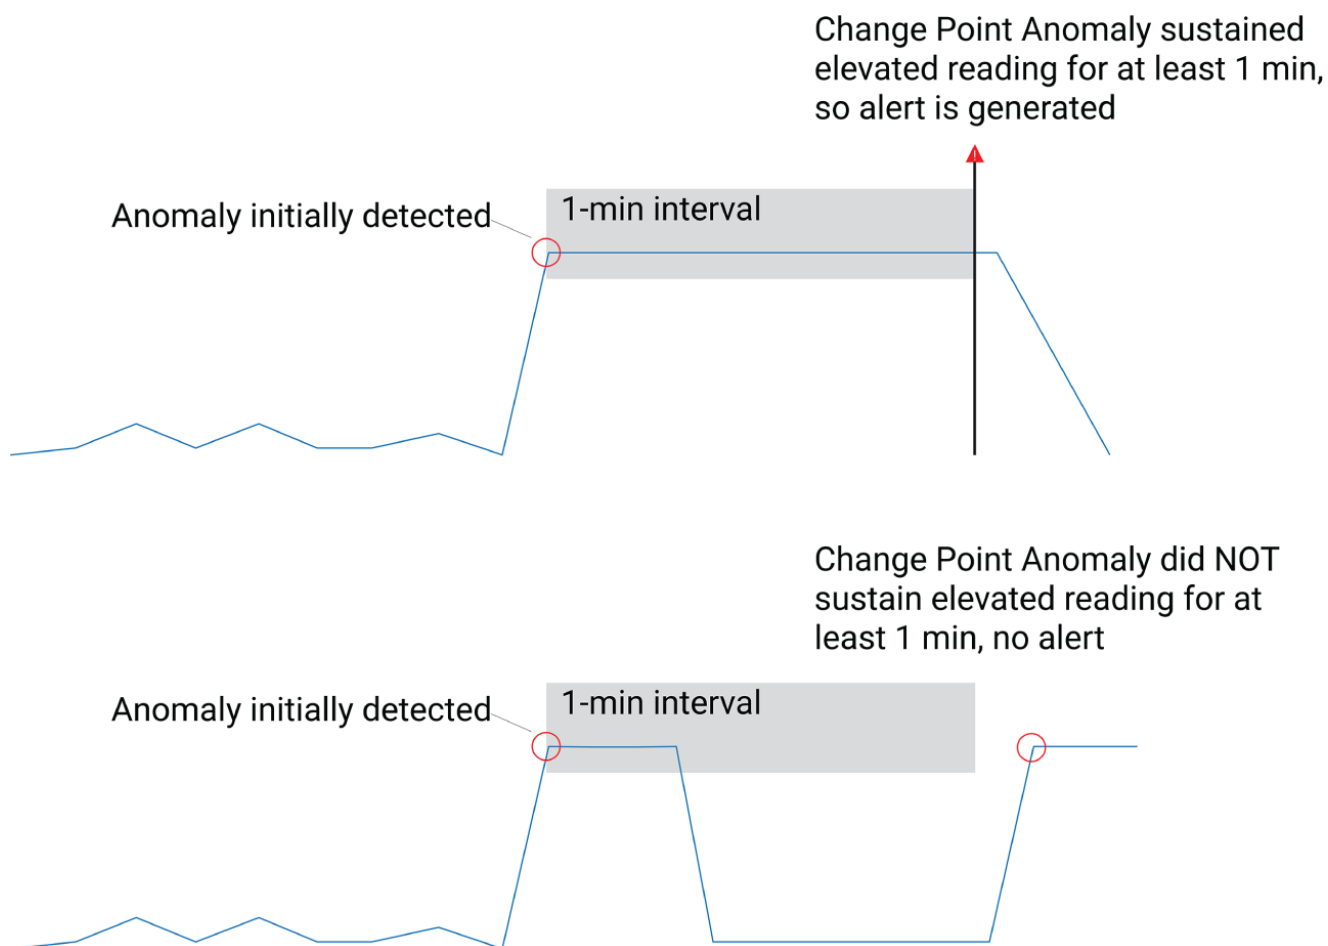 Change Point Anomaly sustained
elevated reading for at least 1 min,
so alert is generated
Anomaly initially detected
1-min interval
Change Point Anomaly did NOT
sustain elevated reading for at
least 1 min, no alert
Anomaly initially detected
1-min interval